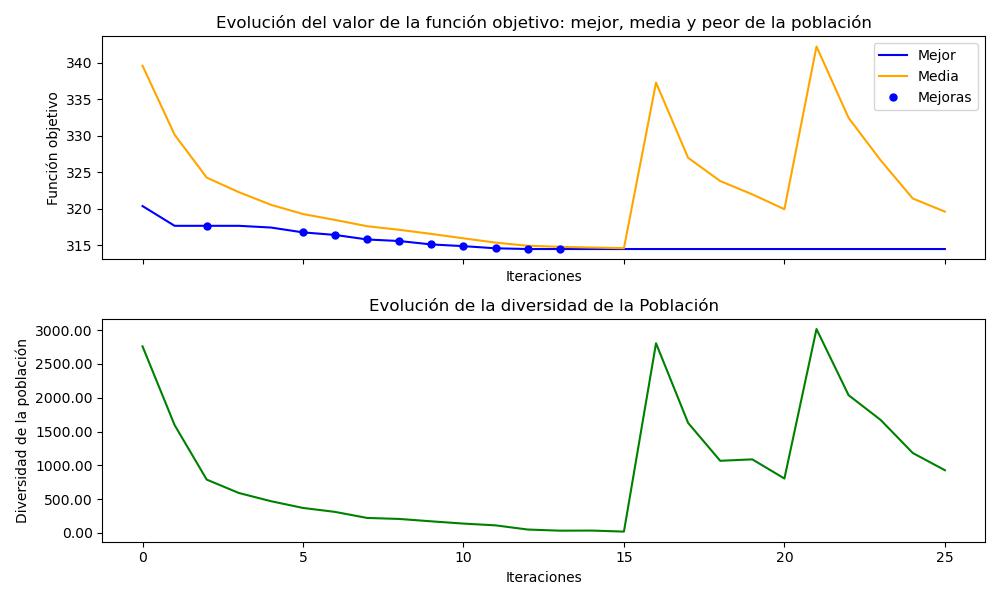 Evolución del valor de la función objetivo: mejor, media y peor de la población
Función objetivo
340
335
330
325
320
315
Mejor
Media
Mejoras
Iteraciones
Evolución de la diversidad de la Población
Diversidad de la población
3000.00
2500.00
2000.00
1500.00
1000.00
500.00
0.00
0
5
10
15
20
25
Iteraciones